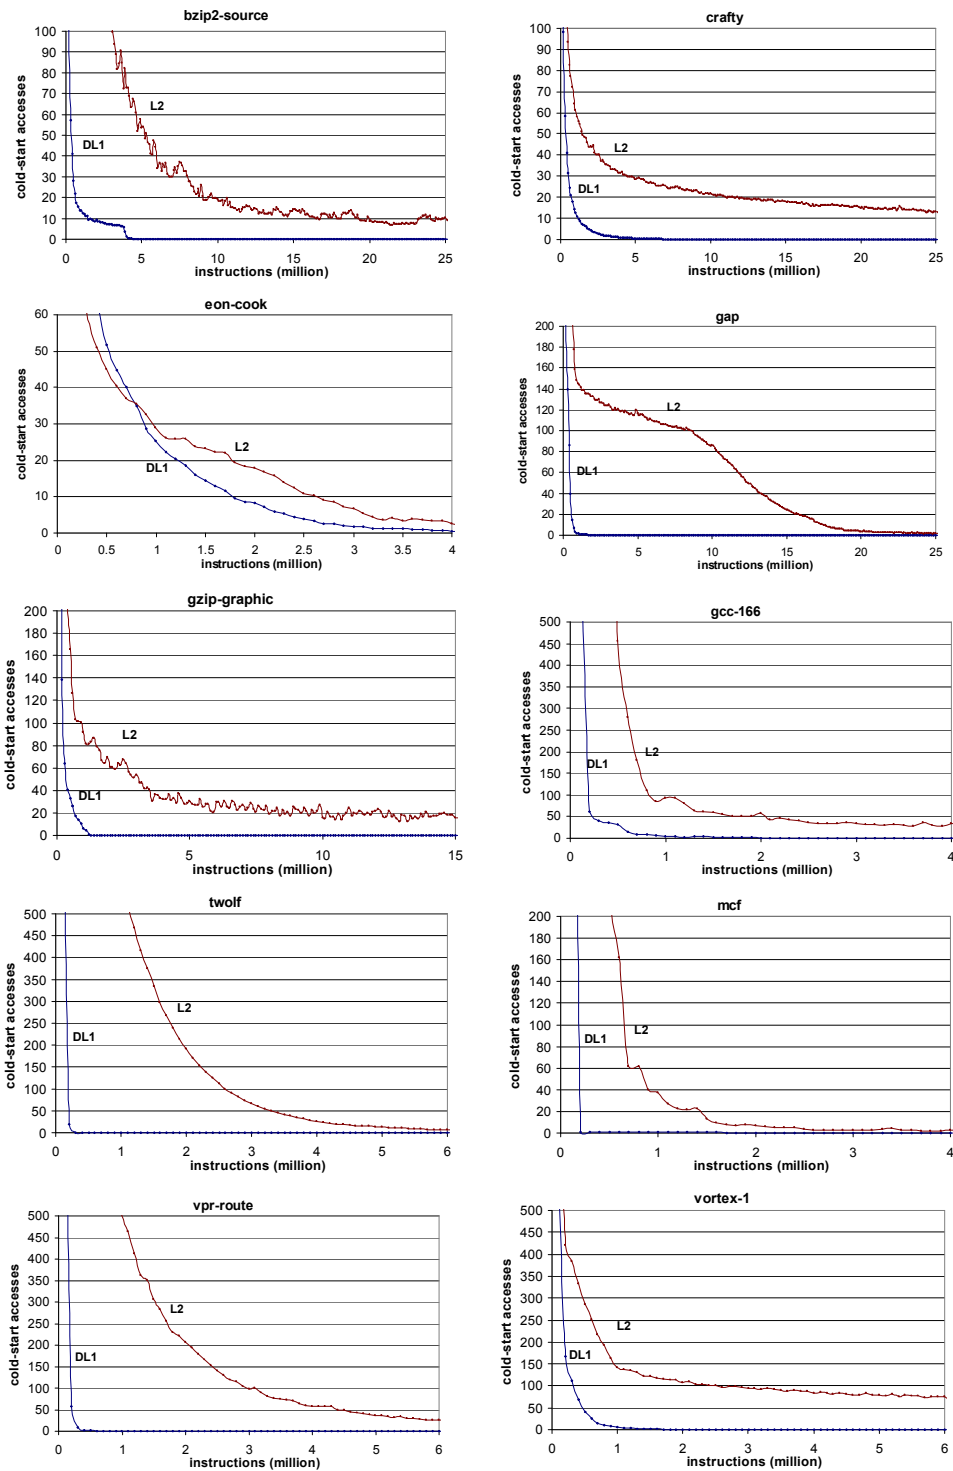 bzip2-source
cold-start accesses
100
90
80
70
60
50
40
30
20
10
0
L2
DL1
0 5 10 15 20 25
instructions (million)
crafty
cold-start accesses
100
90
80
70
60
50
40
30
20
10
0
L2
DL1
0 5 10 15 20 25
instructions (million)
eon-cook
cold-start accesses
60
50
40
30
20
10
0
L2
DL1
0 0.5 1 1.5 2 2.5 3 3.5 4
instructions (million)
gap
cold-start accesses
200
180
160
140
120
100
80
60
40
20
0
L2
DL1
0 5 10 15 20 25
instructions (million)
gzip-graphic
cold-start accesses
200
180
160
140
120
100
80
60
40
20
0
L2
DL1
0 5 10 15
instructions (million)
gcc-166
cold-start accesses
500
450
400
350
300
250
200
150
100
50
0
L2
DL1
0 1 2 3 4
instructions (million)
twolf
cold-start accesses
500
450
400
350
300
250
200
150
100
50
0
L2
DL1
0 1 2 3 4 5 6
instructions (million)
mcf
cold-start accesses
200
180
160
140
120
100
80
60
40
20
0
L2
DL1
0 1 2 3 4
instructions (million)
vpr-route
cold-start accesses
500
450
400
350
300
250
200
150
100
50
0
L2
DL1
0 1 2 3 4 5 6
instructions (million)
vortex-1
cold-start accesses
500
450
400
350
300
250
200
150
100
50
0
L2
DL1
0 1 2 3 4 5 6
instructions (million)